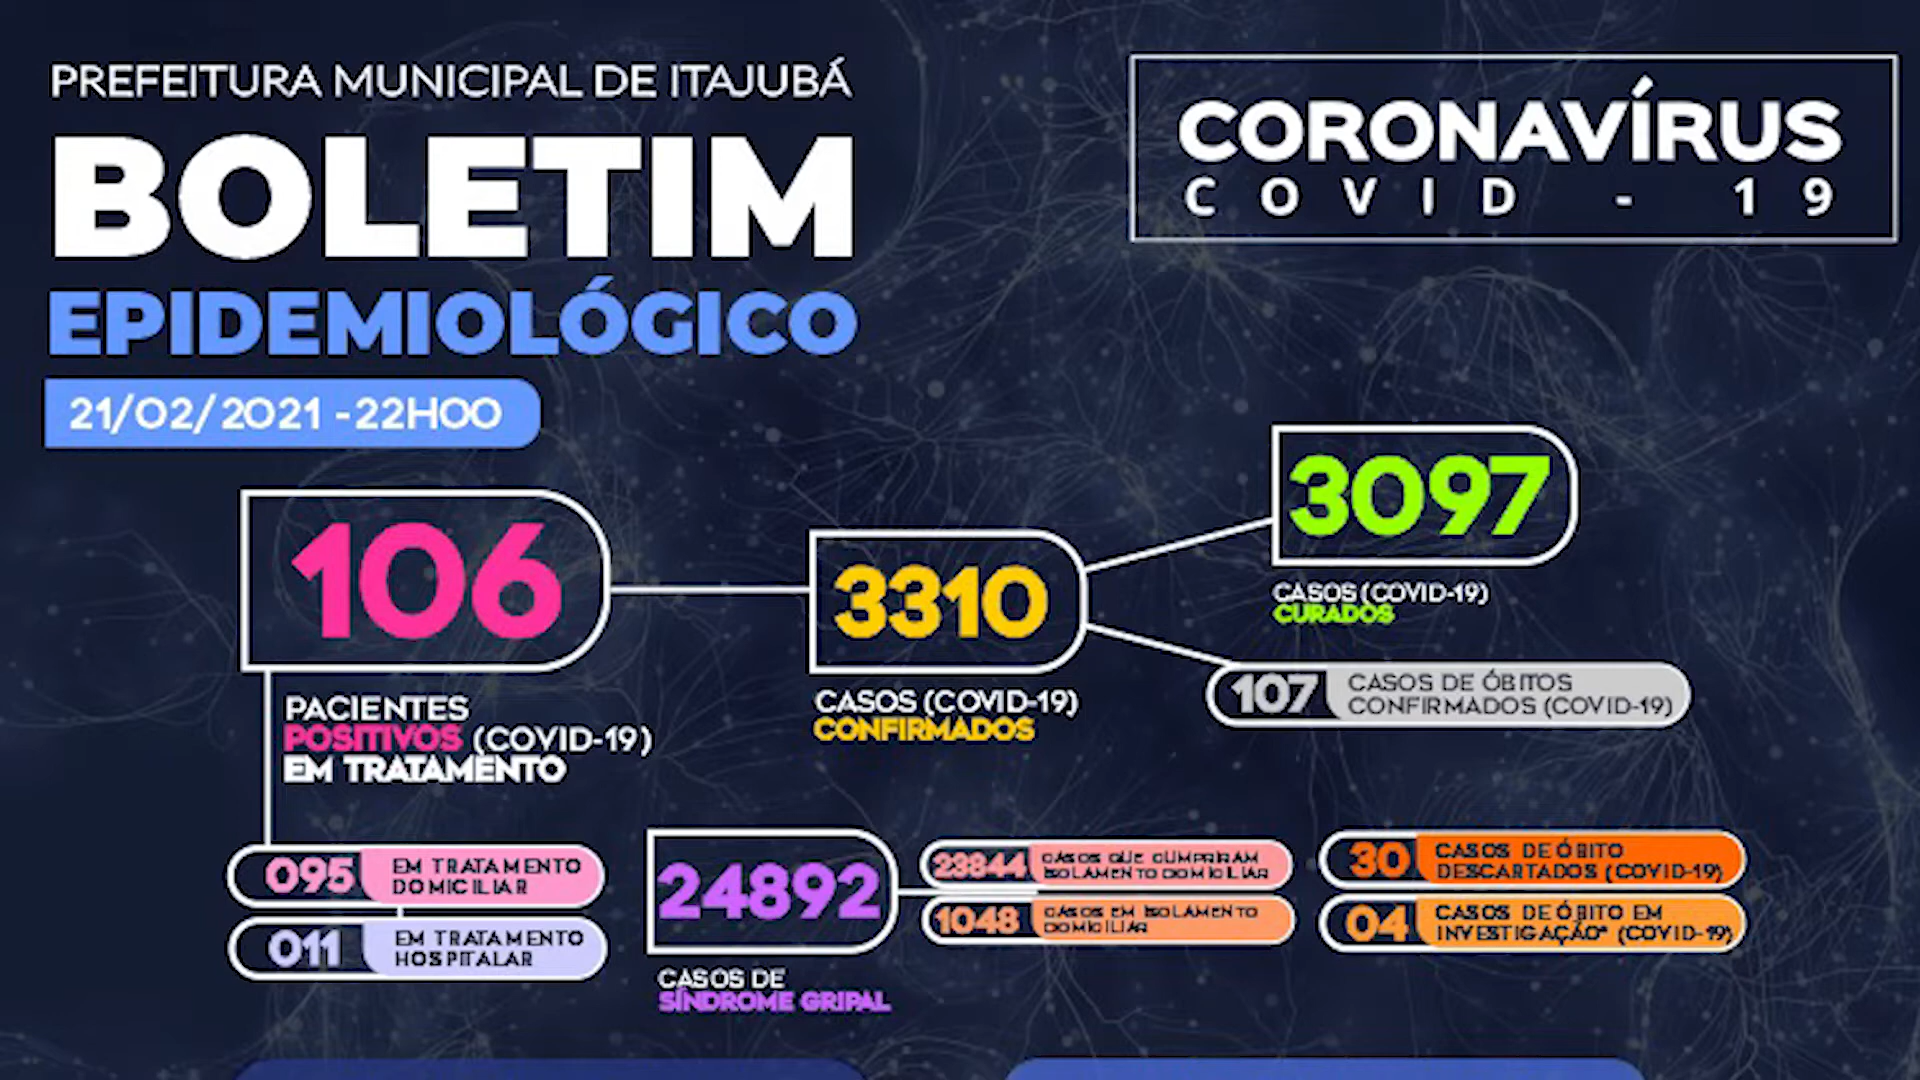 PREFEITURA MUNICIPAL DE ITAJUBÁ
BOLETIM
EPIDEMIOLÓGICO
21/02/2021 - 22H00
CORONAVÍRUS
COVID - 19
106
PACIENTES
POSITIVOS (COVID-19)
EM TRATAMENTO
3310
CASOS (COVID-19)
CONFIRMADOS
3097
CASOS (COVID-19)
CURADOS
107
CASOS DE ÓBITOS
CONFIRMADOS (COVID-19)
095
EM TRATAMENTO
DOMICILIAR
011
EM TRATAMENTO
HOSPITALAR
24892
CASOS DE
SÍNDROME GRIPAL
23844
CASOS QUE CUMPRIRAM
ISOLAMENTO DOMICILIAR
1048
CASOS EM ISOLAMENTO
DOMICILIAR
30
CASOS DE ÓBITO
DESCARTADOS (COVID-19)
04
CASOS DE ÓBITO EM
INVESTIGAÇÃO* (COVID-19)